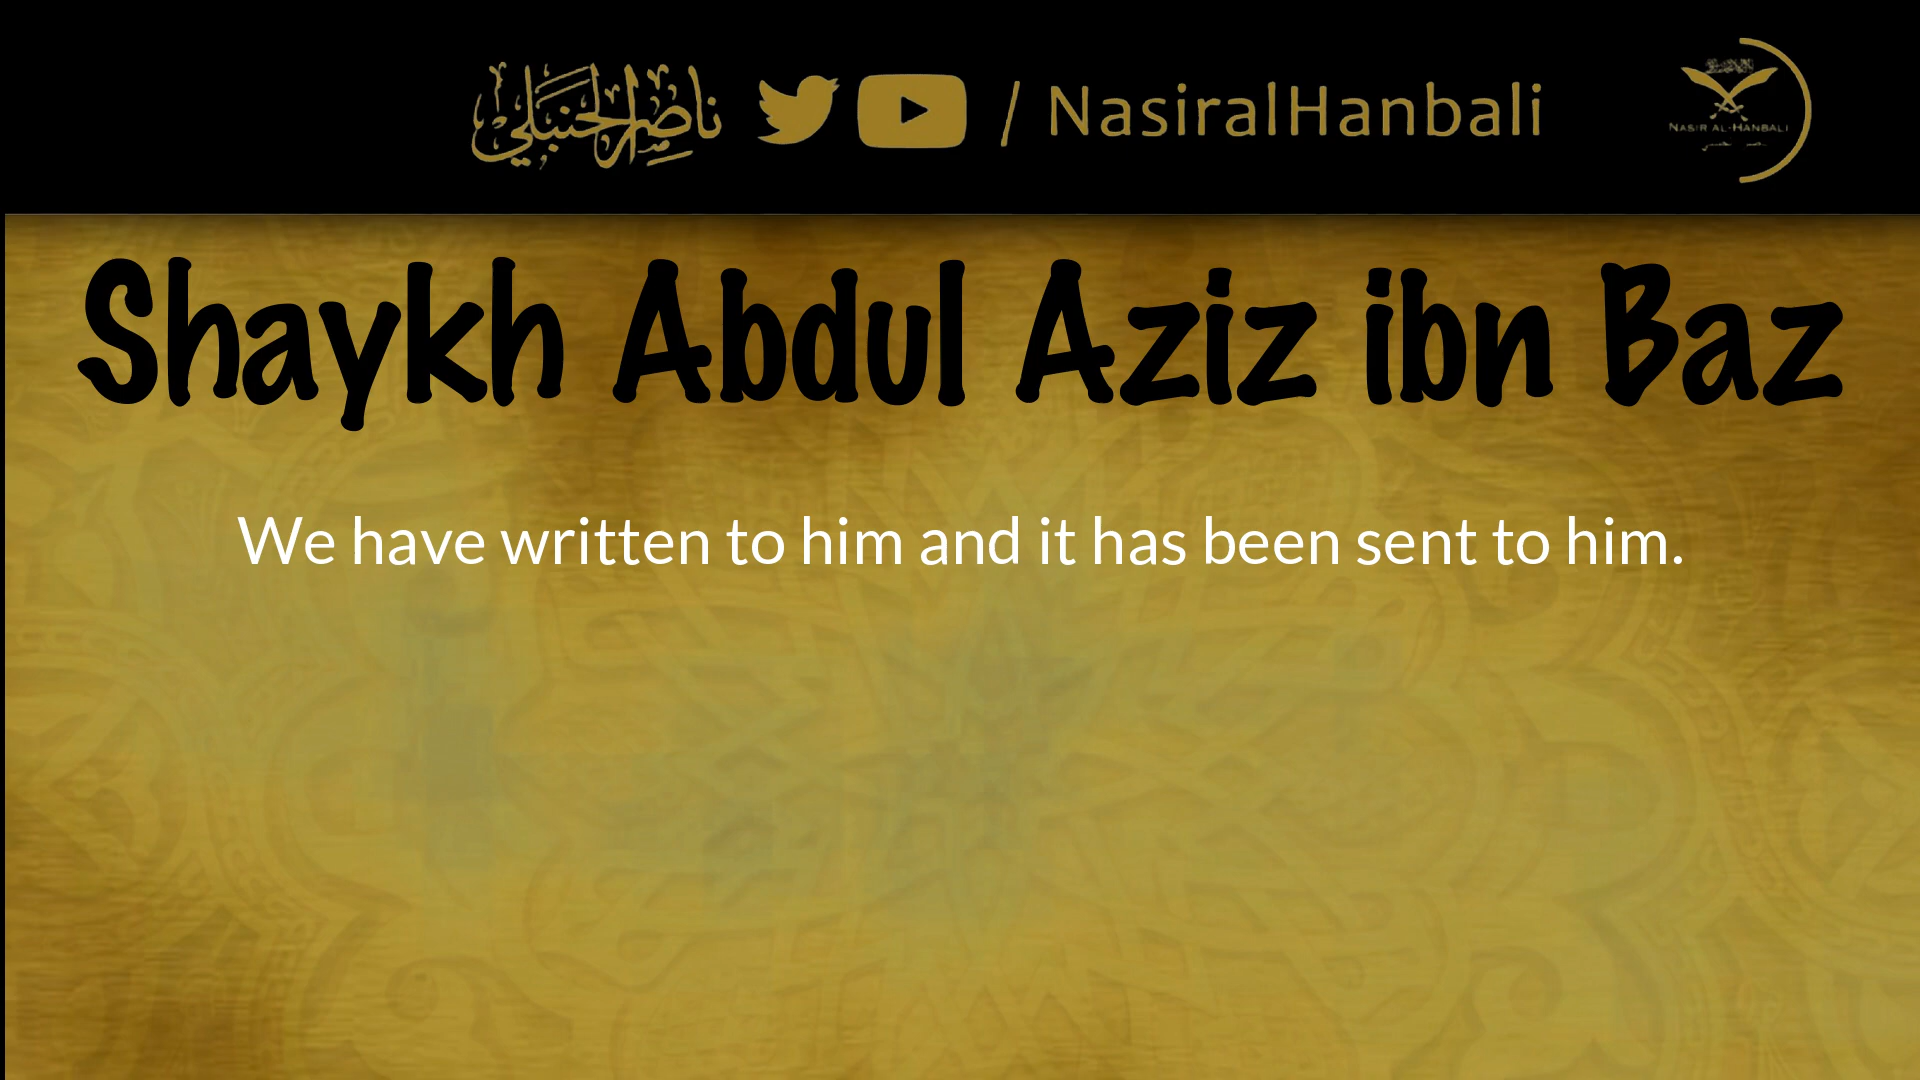 ناصر الحنبلي / NasiralHanbali
NASIR AL-HANBALI
Shaykh Abdul Aziz ibn Baz
We have written to him and it has been sent to him.